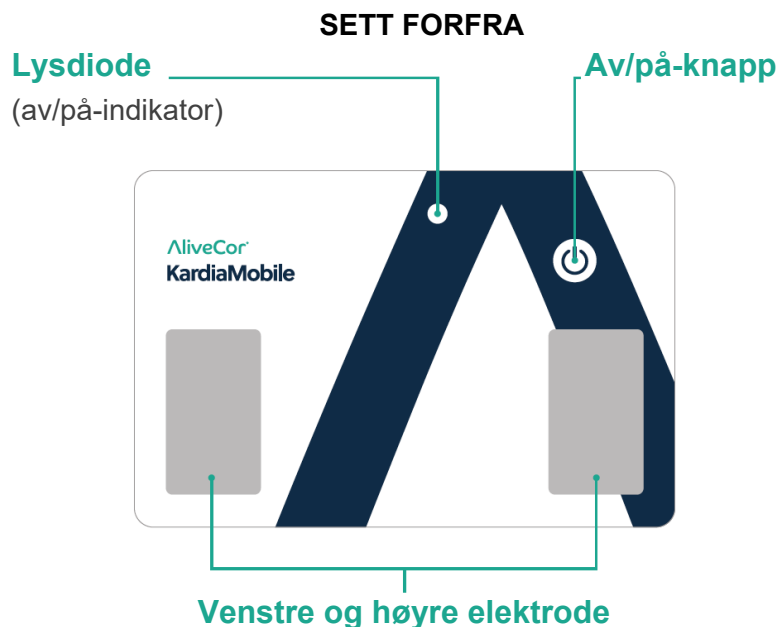 SETT FORFRA
Lysdiode
(av/på-indikator)
Av/på-knapp
AliveCor
KardiaMobile
Venstre og høyre elektrode